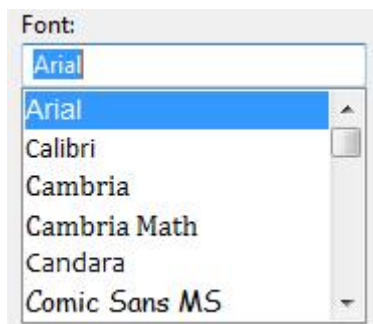 Font:
Arial
Arial
Calibri
Cambria
Cambria Math
Candara
Comic Sans MS